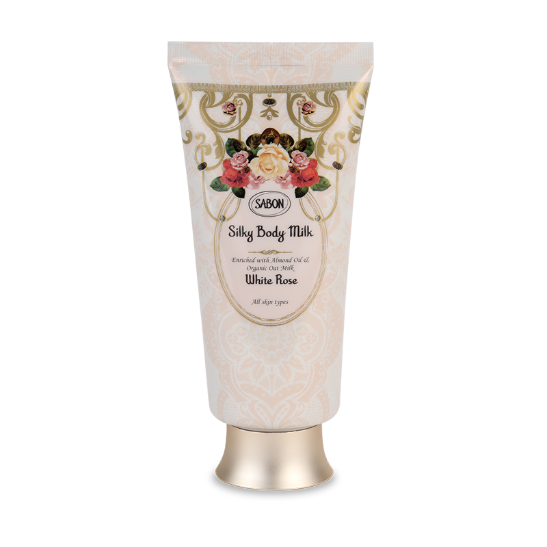 SABON
Silky Body Milk
Enriched with Almond Oil &
Organic Oat Milk
White Rose
All skin types